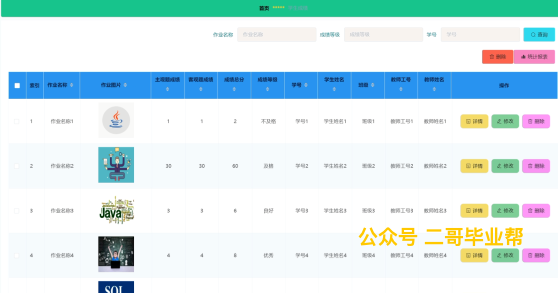 首页 *****
作业名称 作业名称 成绩等级 成绩等级 学号 学号 查询
删除 统计报表
索引 作业名称 作业图片 主观题成绩 客观题成绩 成绩总分 成绩等级 学号 学生姓名 班级 教师工号 教师姓名 操作
1 作业名称1 Java 1 1 2 不及格 学号1 学生姓名1 班级1 教师工号1 教师姓名1 详情 修改 删除
2 作业名称2 30 30 60 及格 学号2 学生姓名2 班级2 教师工号2 教师姓名2 详情 修改 删除
3 作业名称3 Java 3 3 6 良好 学号3 学生姓名3 班级3 教师工号3 教师姓名3 详情 修改 删除
公众号 二哥毕业帮
4 作业名称4 4 4 8 优秀 学号4 学生姓名4 班级4 教师工号4 教师姓名4 详情 修改 删除
SQL